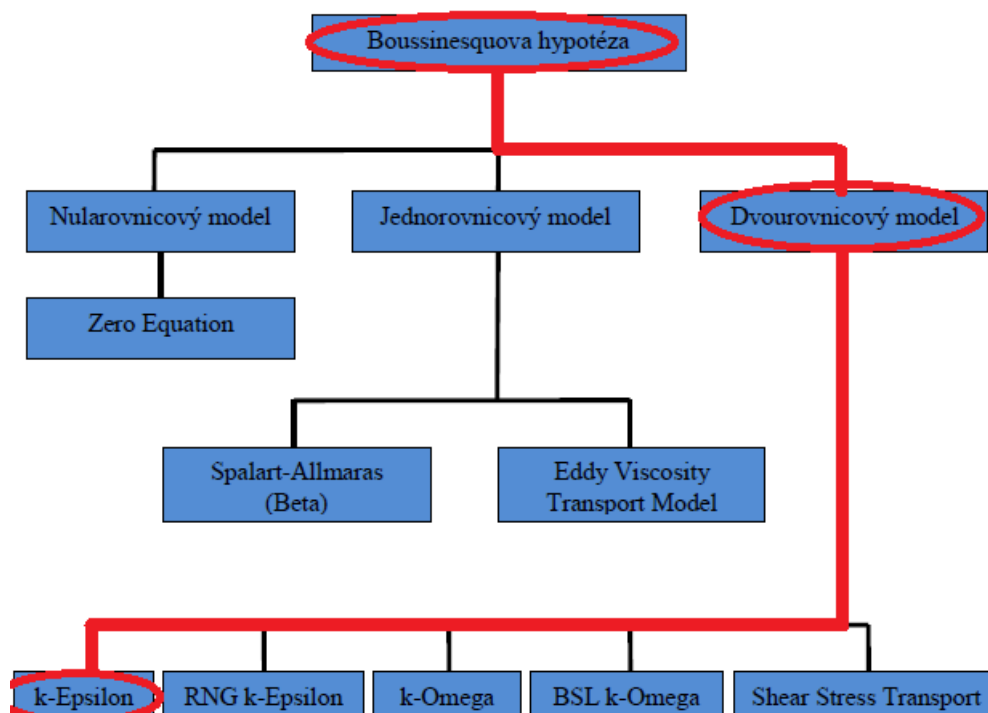 Boussinesquova hypotéza
Nularovnicový model
Jednorovnicový model
Dvourovnicový model
Zero Equation
Spalart-Allmaras
(Beta)
Eddy Viscosity
Transport Model
k-Epsilon
RNG k-Epsilon
k-Omega
BSL k-Omega
Shear Stress Transport